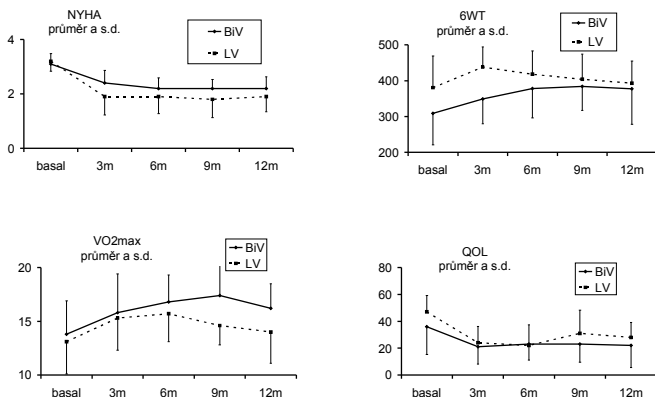 NYHA
průměr a s.d.
BiV
LV
4
2
0
basal 3m 6m 9m 12m
6WT
průměr a s.d.
BiV
LV
500
400
300
200
basal 3m 6m 9m 12m
VO2max
průměr a s.d.
BiV
LV
20
15
10
basal 3m 6m 9m 12m
QOL
průměr a s.d.
BiV
LV
80
60
40
20
0
basal 3m 6m 9m 12m